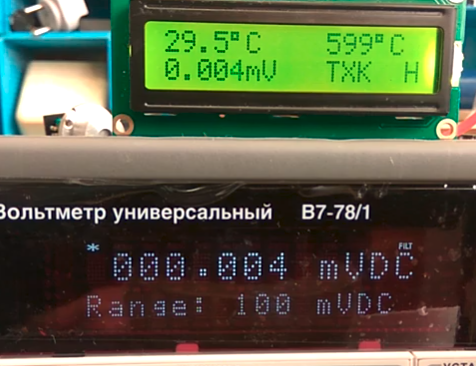 29.5°C 599°C
0.004mV TXK H
Вольтметр универсальный В7-78/1
* FILT
000.004 mVDC
Range: 100 mVDC